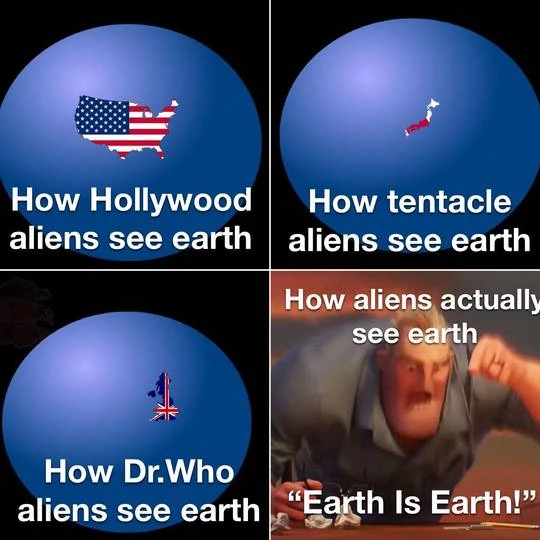 How Hollywood
aliens see earth
How tentacle
aliens see earth
How Dr.Who
aliens see earth
How aliens actually
see earth
“Earth Is Earth!”